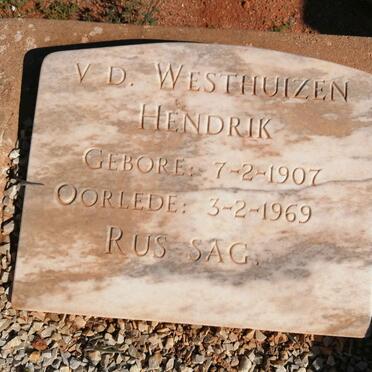 V D. WESTHUIZEN
HENDRIK
GEBORE: 7-2-1907
OORLEDE: 3-2-1969
RUS SAG.